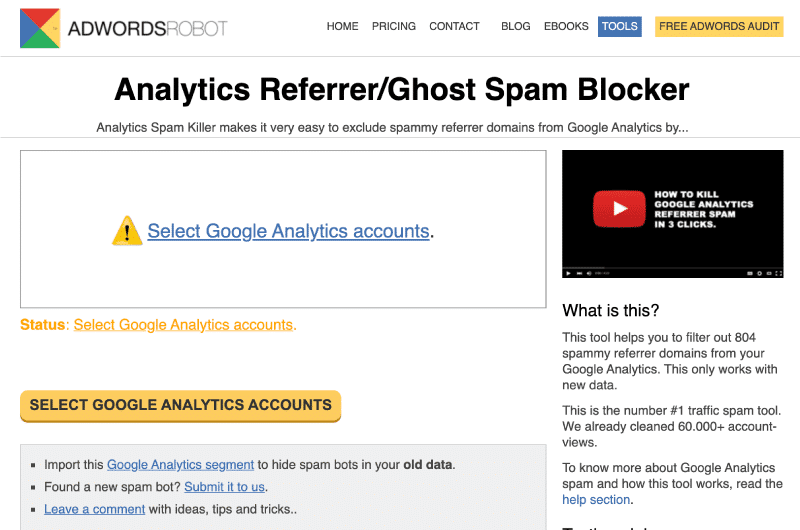 ADWORDSROBOT
HOME PRICING CONTACT BLOG EBOOKS TOOLS FREE ADWORDS AUDIT
Analytics Referrer/Ghost Spam Blocker
Analytics Spam Killer makes it very easy to exclude spammy referrer domains from Google Analytics by...
Select Google Analytics accounts.
Status: Select Google Analytics accounts.
SELECT GOOGLE ANALYTICS ACCOUNTS
Import this Google Analytics segment to hide spam bots in your old data.
Found a new spam bot? Submit it to us.
Leave a comment with ideas, tips and tricks..
HOW TO KILL
GOOGLE ANALYTICS
REFERRER SPAM
IN 3 CLICKS.
What is this?
This tool helps you to filter out 804
spammy referrer domains from your
Google Analytics. This only works with
new data.
This is the number #1 traffic spam tool.
We already cleaned 60.000+ account-
views.
To know more about Google Analytics
spam and how this tool works, read the
help section.